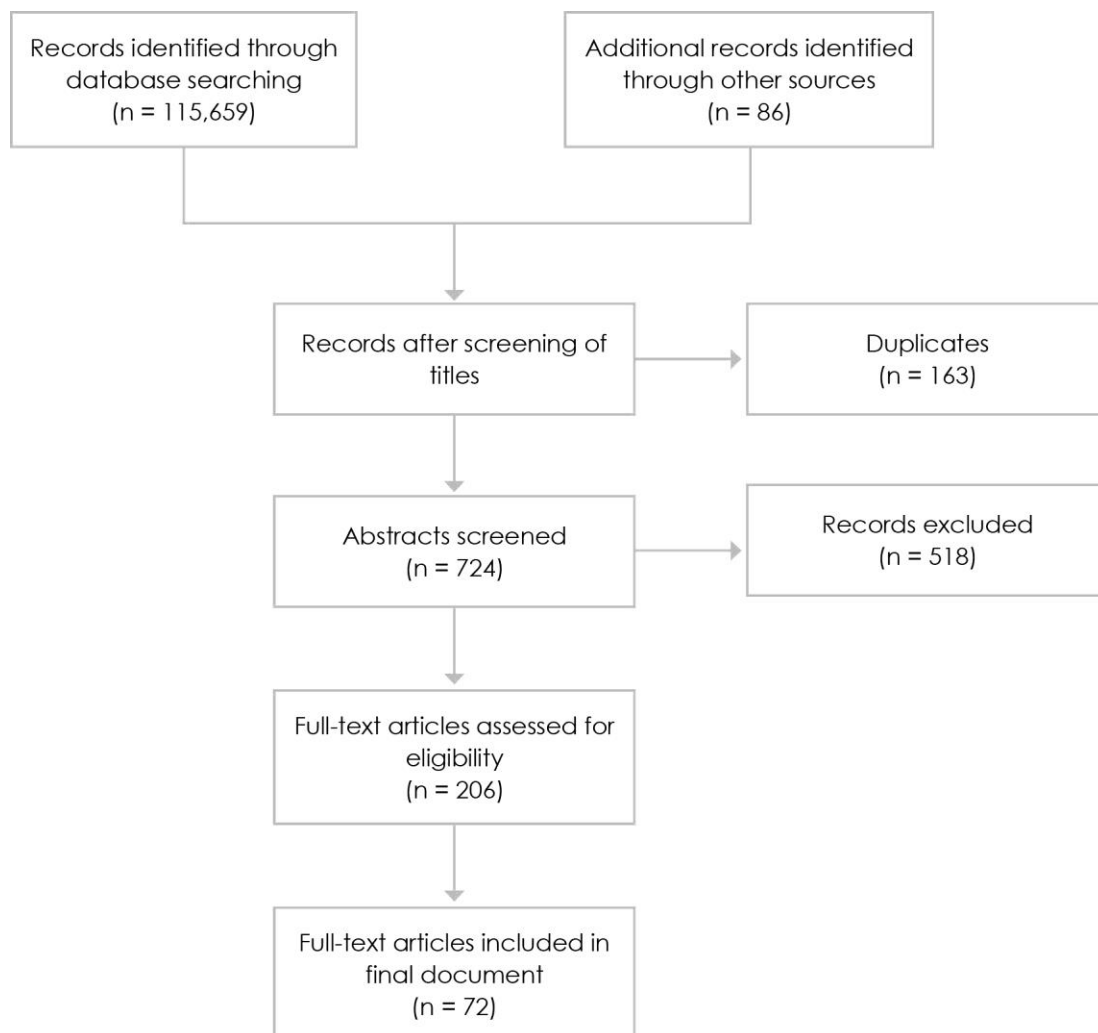 Records identified through
database searching
(n = 115,659)
Additional records identified
through other sources
(n = 86)
Records after screening of
titles
Duplicates
(n = 163)
Abstracts screened
(n = 724)
Records excluded
(n = 518)
Full-text articles assessed for
eligibility
(n = 206)
Full-text articles included in
final document
(n = 72)